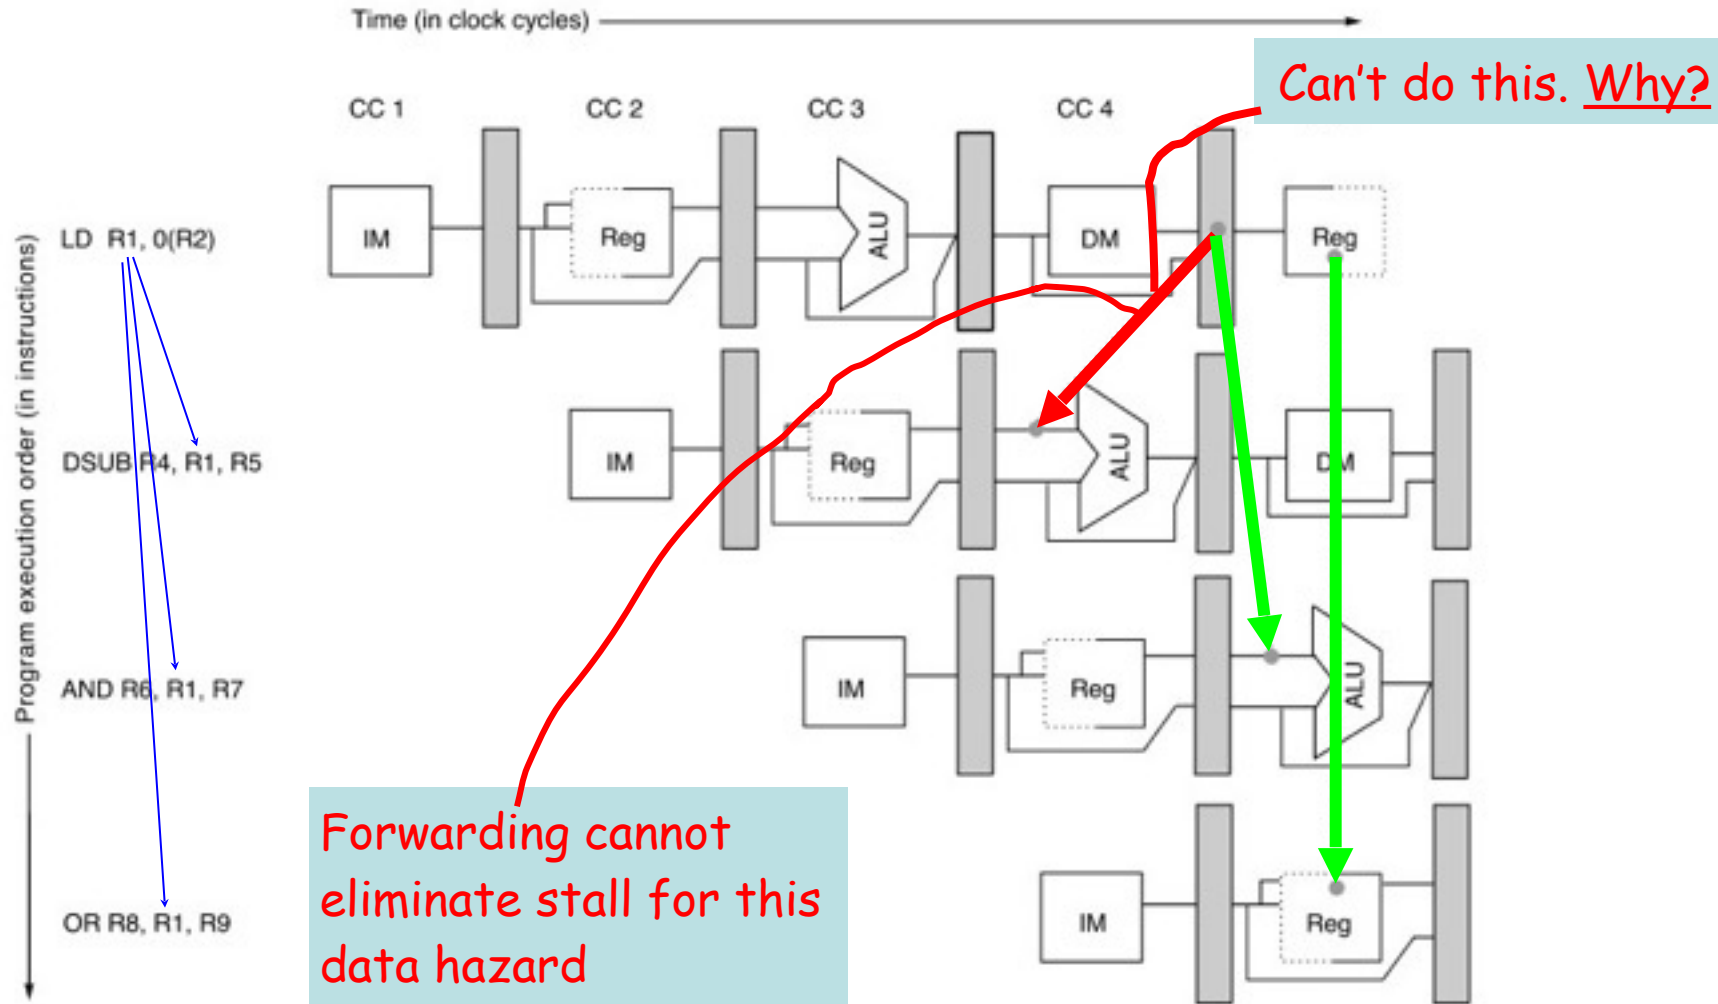 Time (in clock cycles)
Can't do this. Why?
CC 1
CC 2
CC 3
CC 4
Program execution order (in instructions)
LD R1, 0(R2)
IM
Reg
ALU
DM
Reg
DSUB R4, R1, R5
IM
Reg
ALU
DM
AND R6, R1, R7
IM
Reg
ALU
OR R8, R1, R9
IM
Reg
Forwarding cannot
eliminate stall for this
data hazard